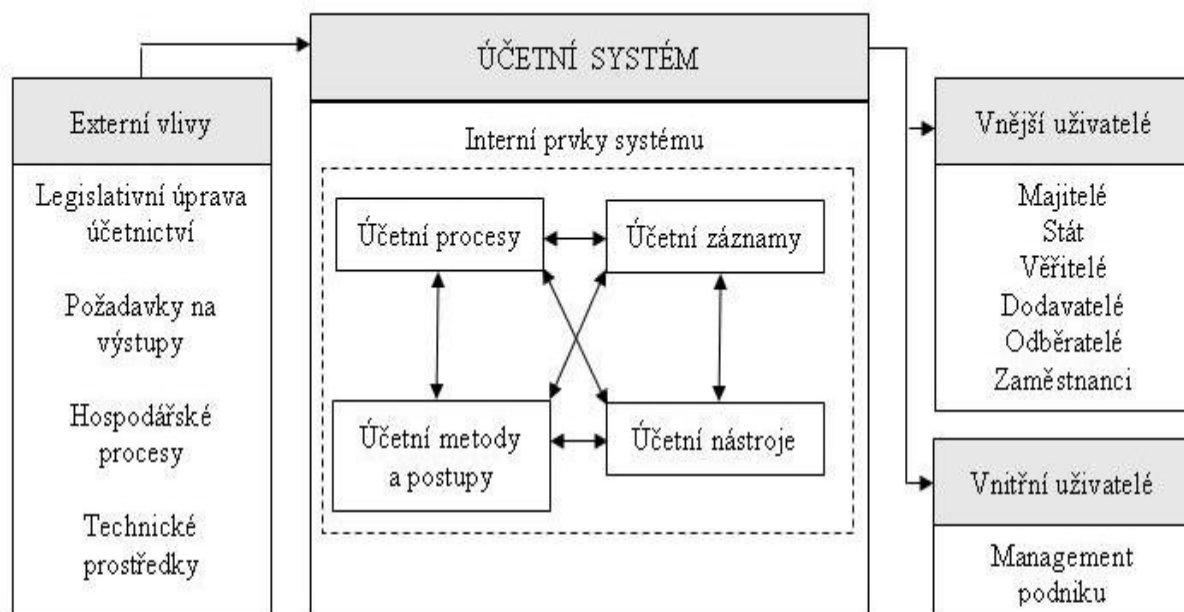 ÚČETNÍ SYSTÉM
Externí vlivy
Legislativní úprava
účetnictví
Požadavky na
výstupy
Hospodářské
procesy
Technické
prostředky
Interní prvky systému
Účetní procesy
Účetní záznamy
Účetní metody
a postupy
Účetní nástroje
Vnější uživatelé
Majitelé
Stát
Věřitelé
Dodavatelé
Odběratelé
Zaměstnanci
Vnitřní uživatelé
Management
podniku